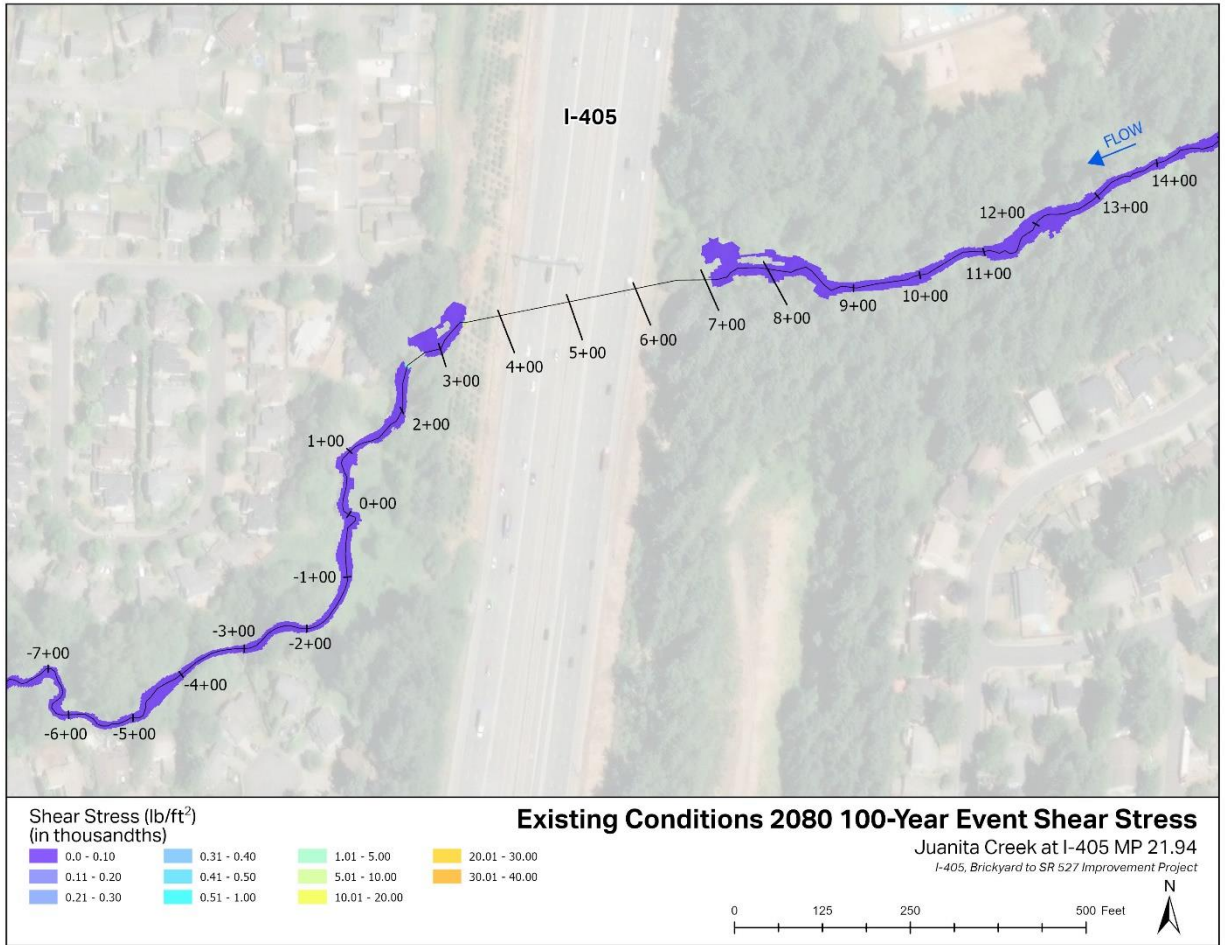 I-405
FLOW
14+00
13+00
12+00
11+00
10+00
9+00
8+00
7+00
6+00
5+00
4+00
3+00
2+00
1+00
0+00
-1+00
-2+00
-3+00
-4+00
-5+00
-6+00
-7+00
Shear Stress (lb/ft²)
(in thousandths)
0.0 - 0.10
0.11 - 0.20
0.21 - 0.30
0.31 - 0.40
0.41 - 0.50
0.51 - 1.00
1.01 - 5.00
5.01 - 10.00
10.01 - 20.00
20.01 - 30.00
30.01 - 40.00
Existing Conditions 2080 100-Year Event Shear Stress
Juanita Creek at I-405 MP 21.94
I-405, Brickyard to SR 527 Improvement Project
N
0 125 250 500 Feet